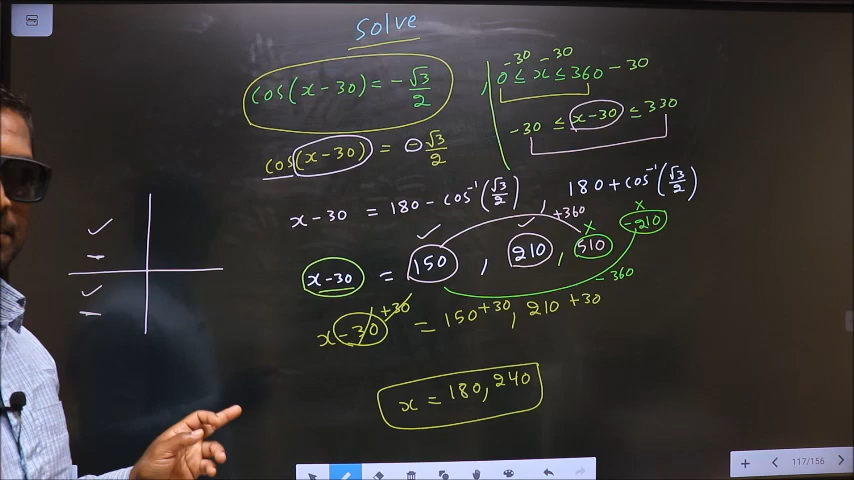 solve
cos(x-30) = -√3/2 , 0 ≤ x ≤ 360 -30
-30 -30
cos(x-30) = -√3/2 -30 ≤ x-30 ≤ 330
x-30 = 180 - cos⁻¹(√3/2) , 180 + cos⁻¹(√3/2)
+360 x x
x-30 = 150 , 210 , 510 -210
-360
x-30+30 = 150+30, 210+30
x = 180, 240
117/156